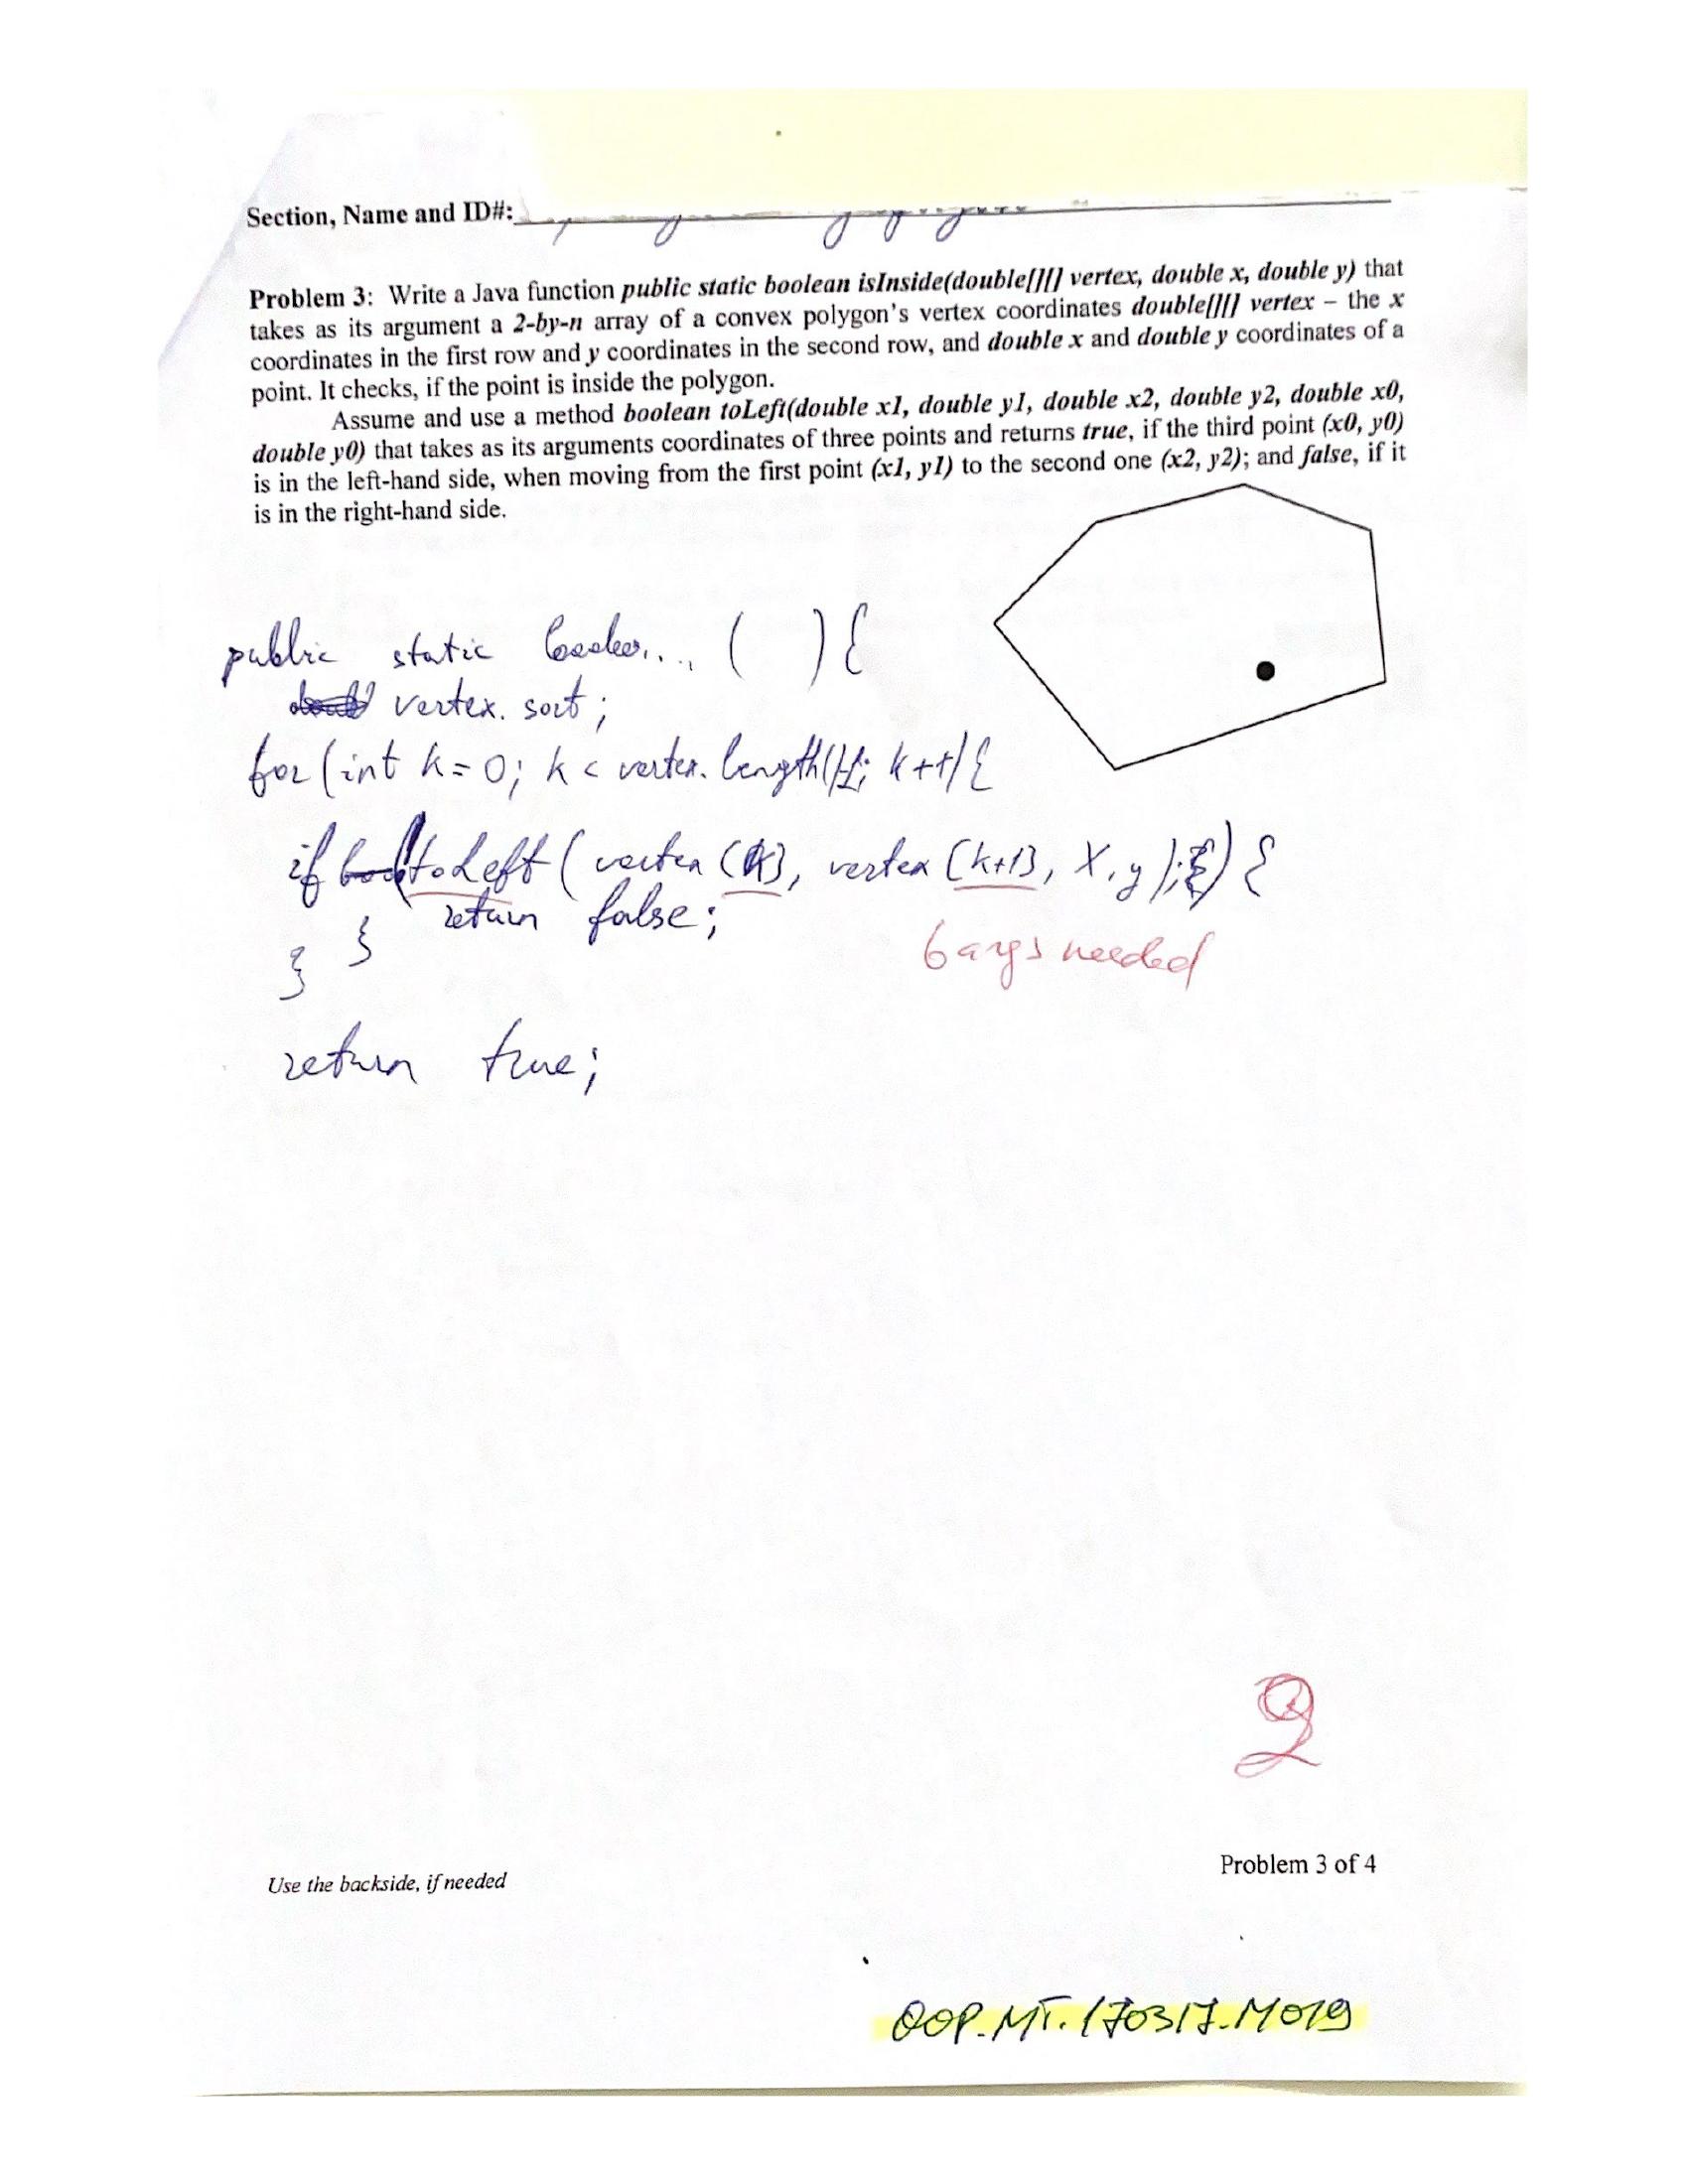 Section, Name and ID#:
Problem 3: Write a Java function public static boolean isInside(double[][] vertex, double x, double y) that
takes as its argument a 2-by-n array of a convex polygon's vertex coordinates double[][] vertex – the x
coordinates in the first row and y coordinates in the second row, and double x and double y coordinates of a
point. It checks, if the point is inside the polygon.
Assume and use a method boolean toLeft(double x1, double y1, double x2, double y2, double x0,
double y0) that takes as its arguments coordinates of three points and returns true, if the third point (x0, y0)
is in the left-hand side, when moving from the first point (x1, y1) to the second one (x2, y2); and false, if it
is in the right-hand side.
public static ( ) {
vertex. sort ;
for (int k = 0; k < vertex. length() k++) {
if toLeft ( vertex [k], vertex [k+1], x, y ); ) {
return false;
}
}
6 args needed
return true;
2
Problem 3 of 4
Use the backside, if needed
OOP.MT.170317.M019